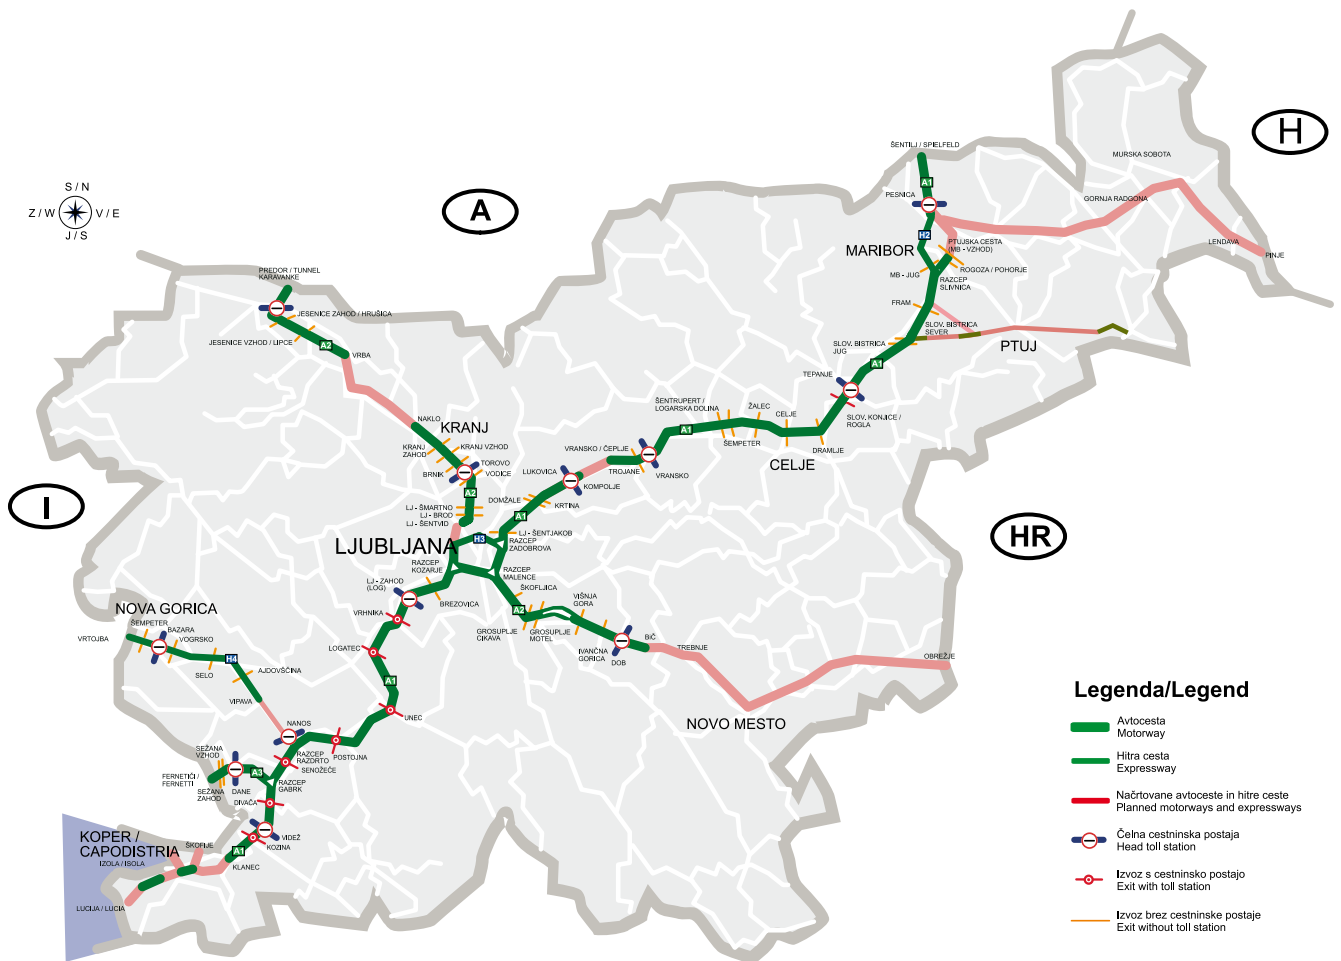 S / N
Z / W
V / E
J / S
A
H
I
HR
ŠENTILJ / SPIELFELD
A1
PESNICA
H2
MARIBOR
PTUJSKA CESTA
(MB - VZHOD)
MB - JUG
ROGOZA / POHORJE
RAZCEP
SLIVNICA
FRAM
SLOV. BISTRICA
SEVER
SLOV. BISTRICA
JUG
PTUJ
A1
TEPANJE
SLOV. KONJICE /
ROGLA
MURSKA SOBOTA
GORNJA RADGONA
LENDAVA
PINJE
PREDOR / TUNNEL
KARAVANKE
JESENICE ZAHOD / HRUŠICA
JESENICE VZHOD / LIPCE
A2
VRBA
NAKLO
KRANJ
KRANJ
ZAHOD
KRANJ VZHOD
BRNIK
TOROVO
VODICE
A2
LJ - ŠMARTNO
LJ - BROD
LJ - ŠENTVID
ŠENTRUPERT /
LOGARSKA DOLINA
ŽALEC
CELJE
A1
ŠEMPETER
DRAMLJE
CELJE
VRANSKO / ČEPLJE
TROJANE
VRANSKO
LUKOVICA
KOMPOLJE
DOMŽALE
KRTINA
A1
LJ - ŠENTJAKOB
RAZCEP
ZADOBROVA
LJUBLJANA
H3
RAZCEP
KOZARJE
RAZCEP
MALENCE
LJ - ZAHOD
(LOG)
BREZOVICA
ŠKOFLJICA
A2
VIŠNJA
GORA
GROSUPLJE
CIKAVA
GROSUPLJE
MOTEL
IVANČNA
GORICA
DOB
BIČ
TREBNJE
OBREŽJE
NOVO MESTO
VRHNIKA
LOGATEC
A1
UNEC
POSTOJNA
NOVA GORICA
ŠEMPETER
BAZARA
VOGRSKO
VRTOJBA
H4
SELO
AJDOVŠČINA
VIPAVA
NANOS
RAZCEP
RAZDRTO
SENOŽEČE
SEŽANA
VZHOD
FERNETIČI /
FERNETTI
A3
SEŽANA
ZAHOD
DANE
RAZCEP
GABRK
DIVAČA
VIDEŽ
KOZINA
A1
KLANEC
KOPER /
CAPODISTRIA
ŠKOFIJE
IZOLA / ISOLA
LUCIJA / LUCIA
Legenda/Legend
Avtocesta
Motorway
Hitra cesta
Expressway
Načrtovane avtoceste in hitre ceste
Planned motorways and expressways
Čelna cestninska postaja
Head toll station
Izvoz s cestninsko postajo
Exit with toll station
Izvoz brez cestninske postaje
Exit without toll station